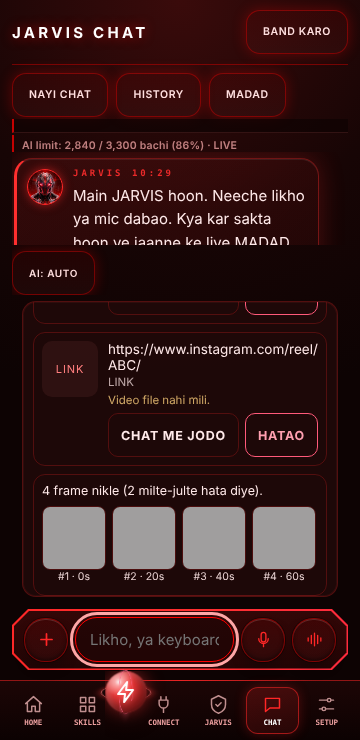 JARVIS CHAT
BAND KARO
NAYI CHAT
HISTORY
MADAD
AI limit: 2,840 / 3,300 bachi (86%) · LIVE
JARVIS 10:29
Main JARVIS hoon. Neeche likho
ya mic dabao. Kya kar sakta
hoon ye jaanne ke liye MADAD
AI: AUTO
LINK
https://www.instagram.com/reel/
ABC/
LINK
Video file nahi mili.
CHAT ME JODO
HATAO
4 frame nikle (2 milte-julte hata diye).
#1 · 0s
#2 · 20s
#3 · 40s
#4 · 60s
Likho, ya keyboard
HOME
SKILLS
CONNECT
JARVIS
CHAT
SETUP